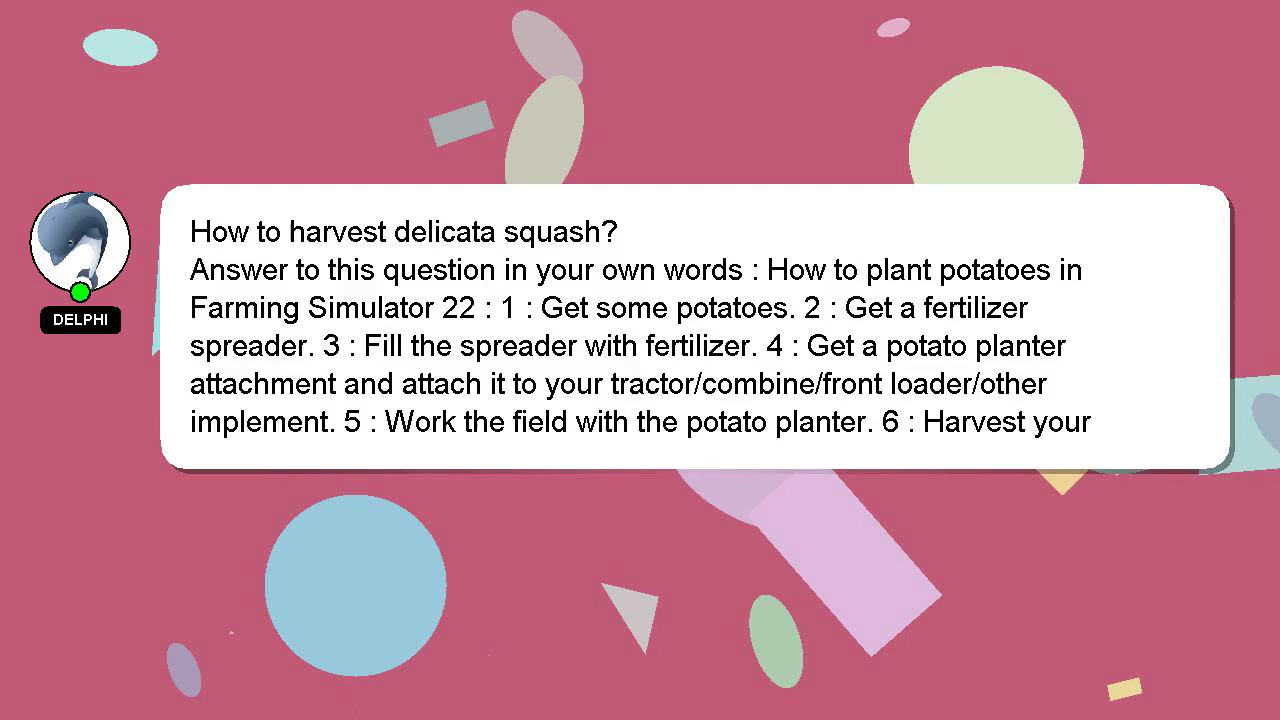 How to harvest delicata squash?
Answer to this question in your own words : How to plant potatoes in
Farming Simulator 22 : 1 : Get some potatoes. 2 : Get a fertilizer
spreader. 3 : Fill the spreader with fertilizer. 4 : Get a potato planter
attachment and attach it to your tractor/combine/front loader/other
implement. 5 : Work the field with the potato planter. 6 : Harvest your
DELPHI